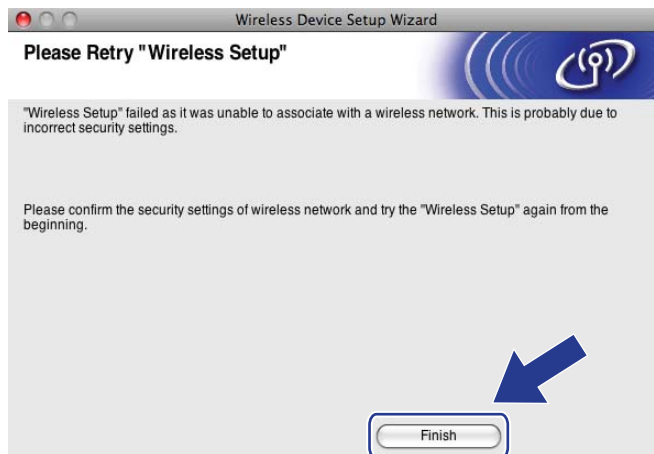 Wireless Device Setup Wizard
Please Retry "Wireless Setup"
"Wireless Setup" failed as it was unable to associate with a wireless network. This is probably due to
incorrect security settings.
Please confirm the security settings of wireless network and try the "Wireless Setup" again from the
beginning.
Finish